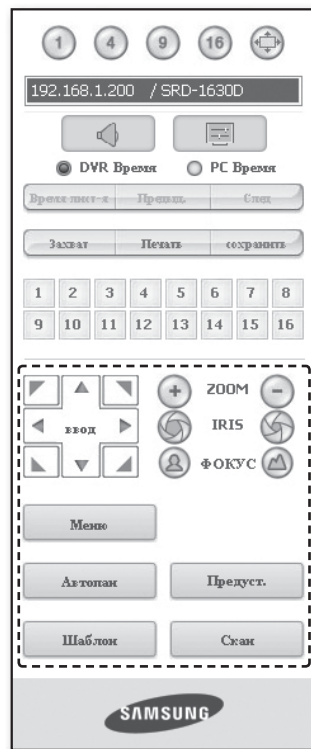 1 4 9 16
192.168.1.200 / SRD-1630D
DVR Время PC Время
Время лист-я Предыд. След
Захват Печать сохранить
1 2 3 4 5 6 7 8
9 10 11 12 13 14 15 16
ZOOM
ввод IRIS
ФОКУС
Меню
Автопан Предуст.
Шаблон Скан
SAMSUNG